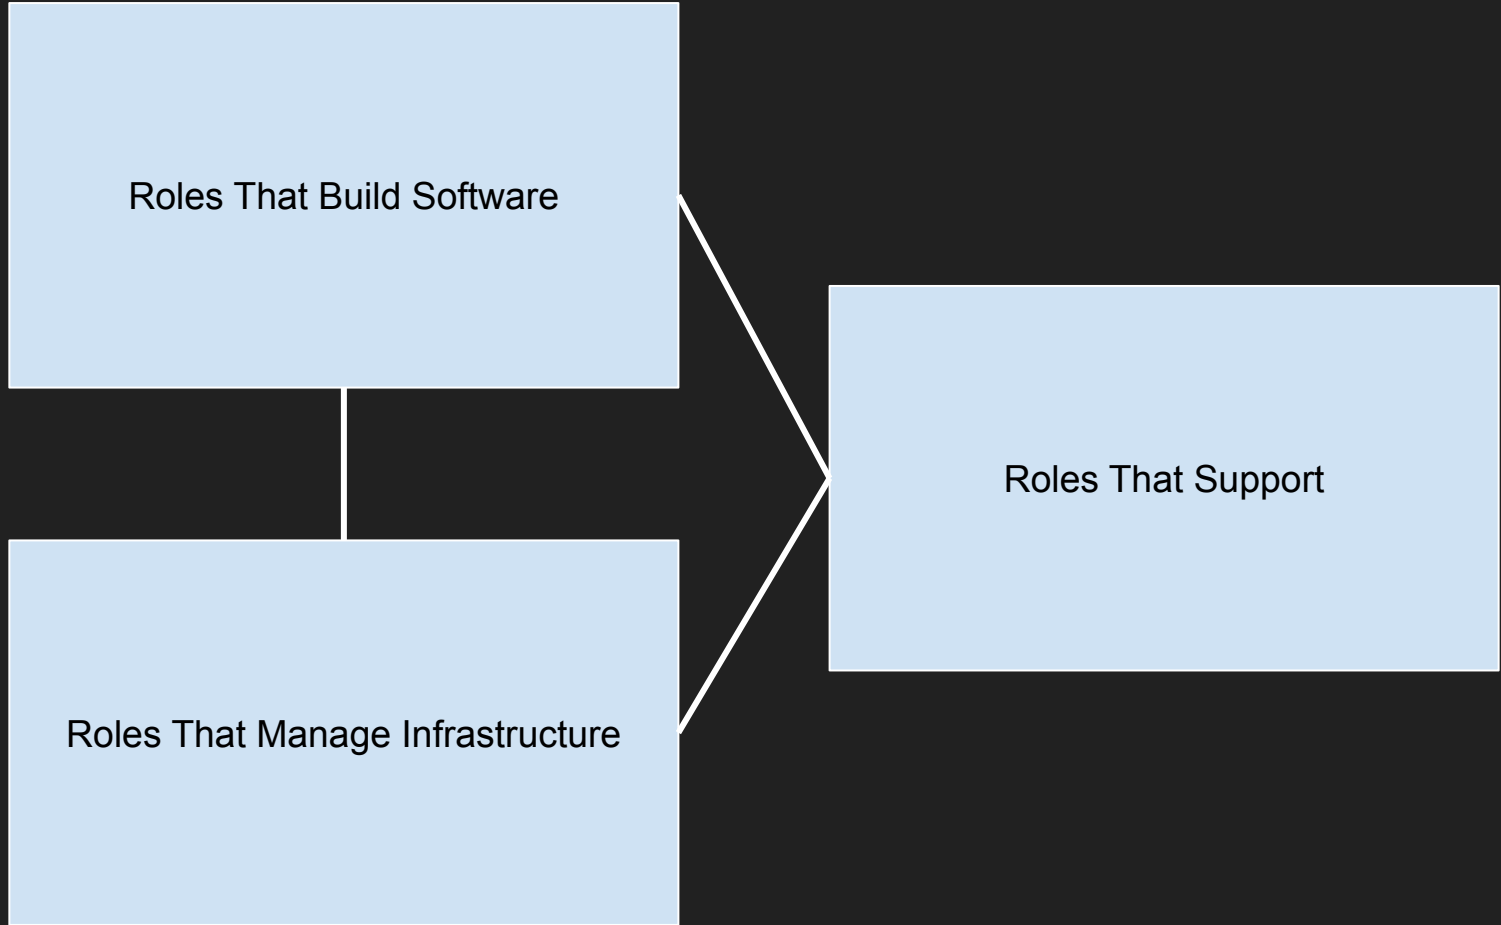 Roles That Build Software
Roles That Support
Roles That Manage Infrastructure